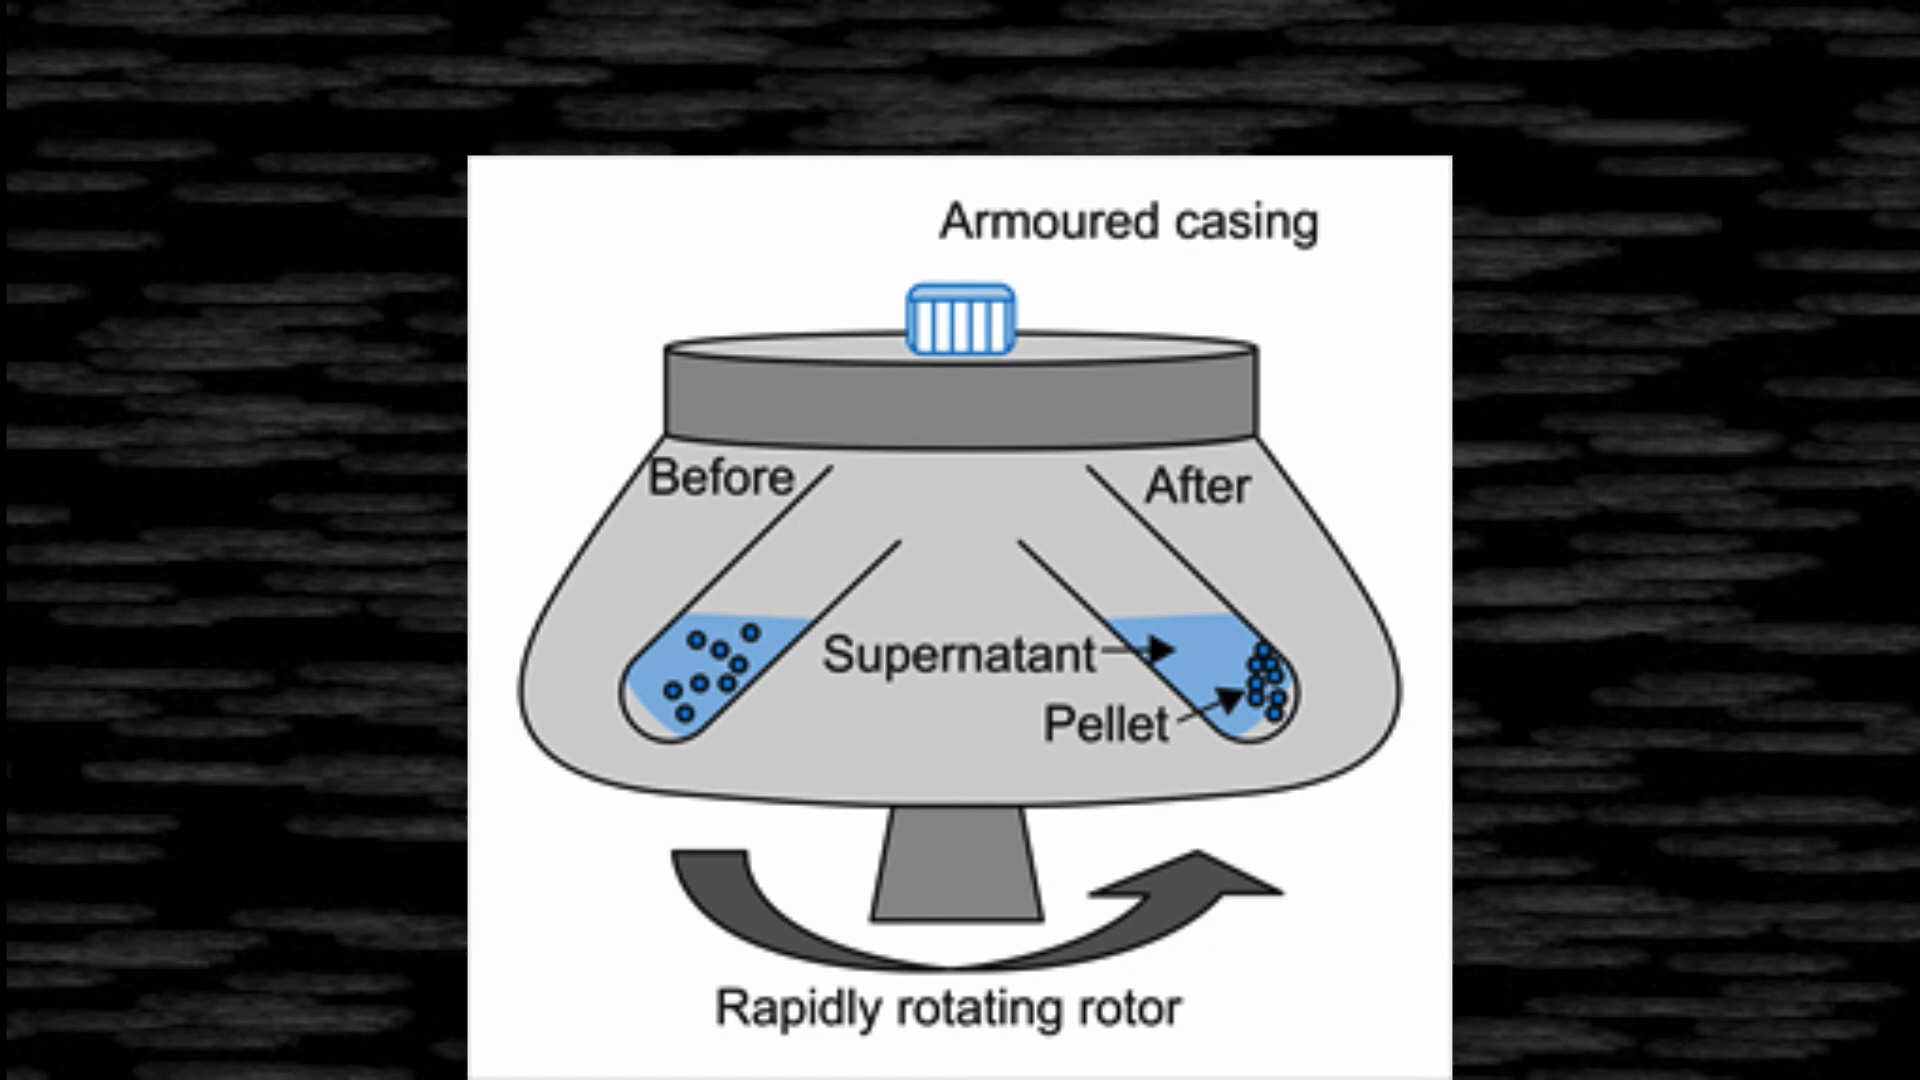 Armoured casing
Before
After
Supernatant
Pellet
Rapidly rotating rotor